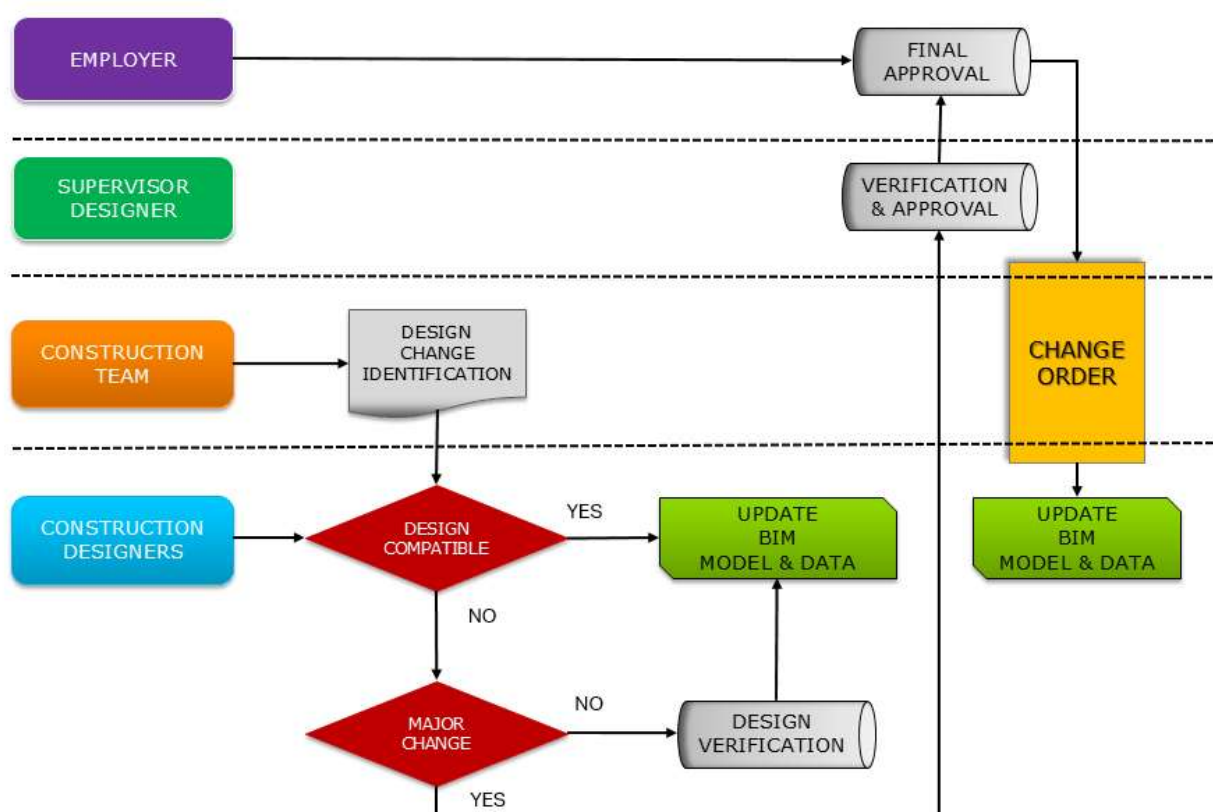 EMPLOYER
FINAL
APPROVAL
SUPERVISOR
DESIGNER
VERIFICATION
& APPROVAL
CONSTRUCTION
TEAM
DESIGN
CHANGE
IDENTIFICATION
CHANGE
ORDER
CONSTRUCTION
DESIGNERS
DESIGN
COMPATIBLE
YES
UPDATE
BIM
MODEL & DATA
UPDATE
BIM
MODEL & DATA
NO
MAJOR
CHANGE
NO
DESIGN
VERIFICATION
YES